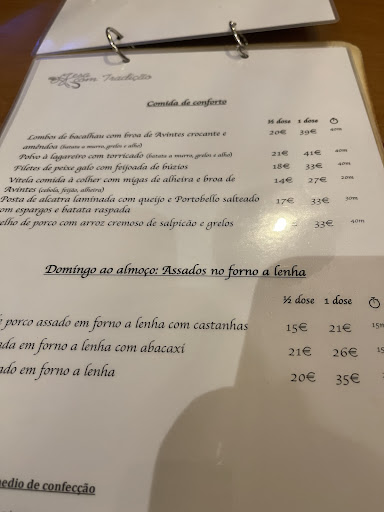 com Tradição
Comida de conforto
½ dose 1 dose
Lombos de bacalhau com broa de Avintes crocante e 20€ 39€ 40m
amêndoa (batata a murro, grelos e alho)
Polvo à lagareiro com torricado (batata a murro, grelos e alho) 21€ 41€ 40m
Filetes de peixe galo com feijoada de búzios 18€ 33€ 40m
Vitela comida à colher com migas de alheira e broa de 14€ 27€ 20m
Avintes (cebola, feijão, alheira)
Posta de alcatra laminada com queijo e Portobello salteado 17€ 33€ 30m
com espargos e batata raspada
elho de porco com arroz cremoso de salpicão e grelos - 33€ 40m
Domingo ao almoço: Assados no forno a lenha
½ dose 1 dose
e porco assado em forno a lenha com castanhas 15€ 21€ 15m
ada em forno a lenha com abacaxi 21€ 26€
ado em forno a lenha 20€ 35€
medio de confecção